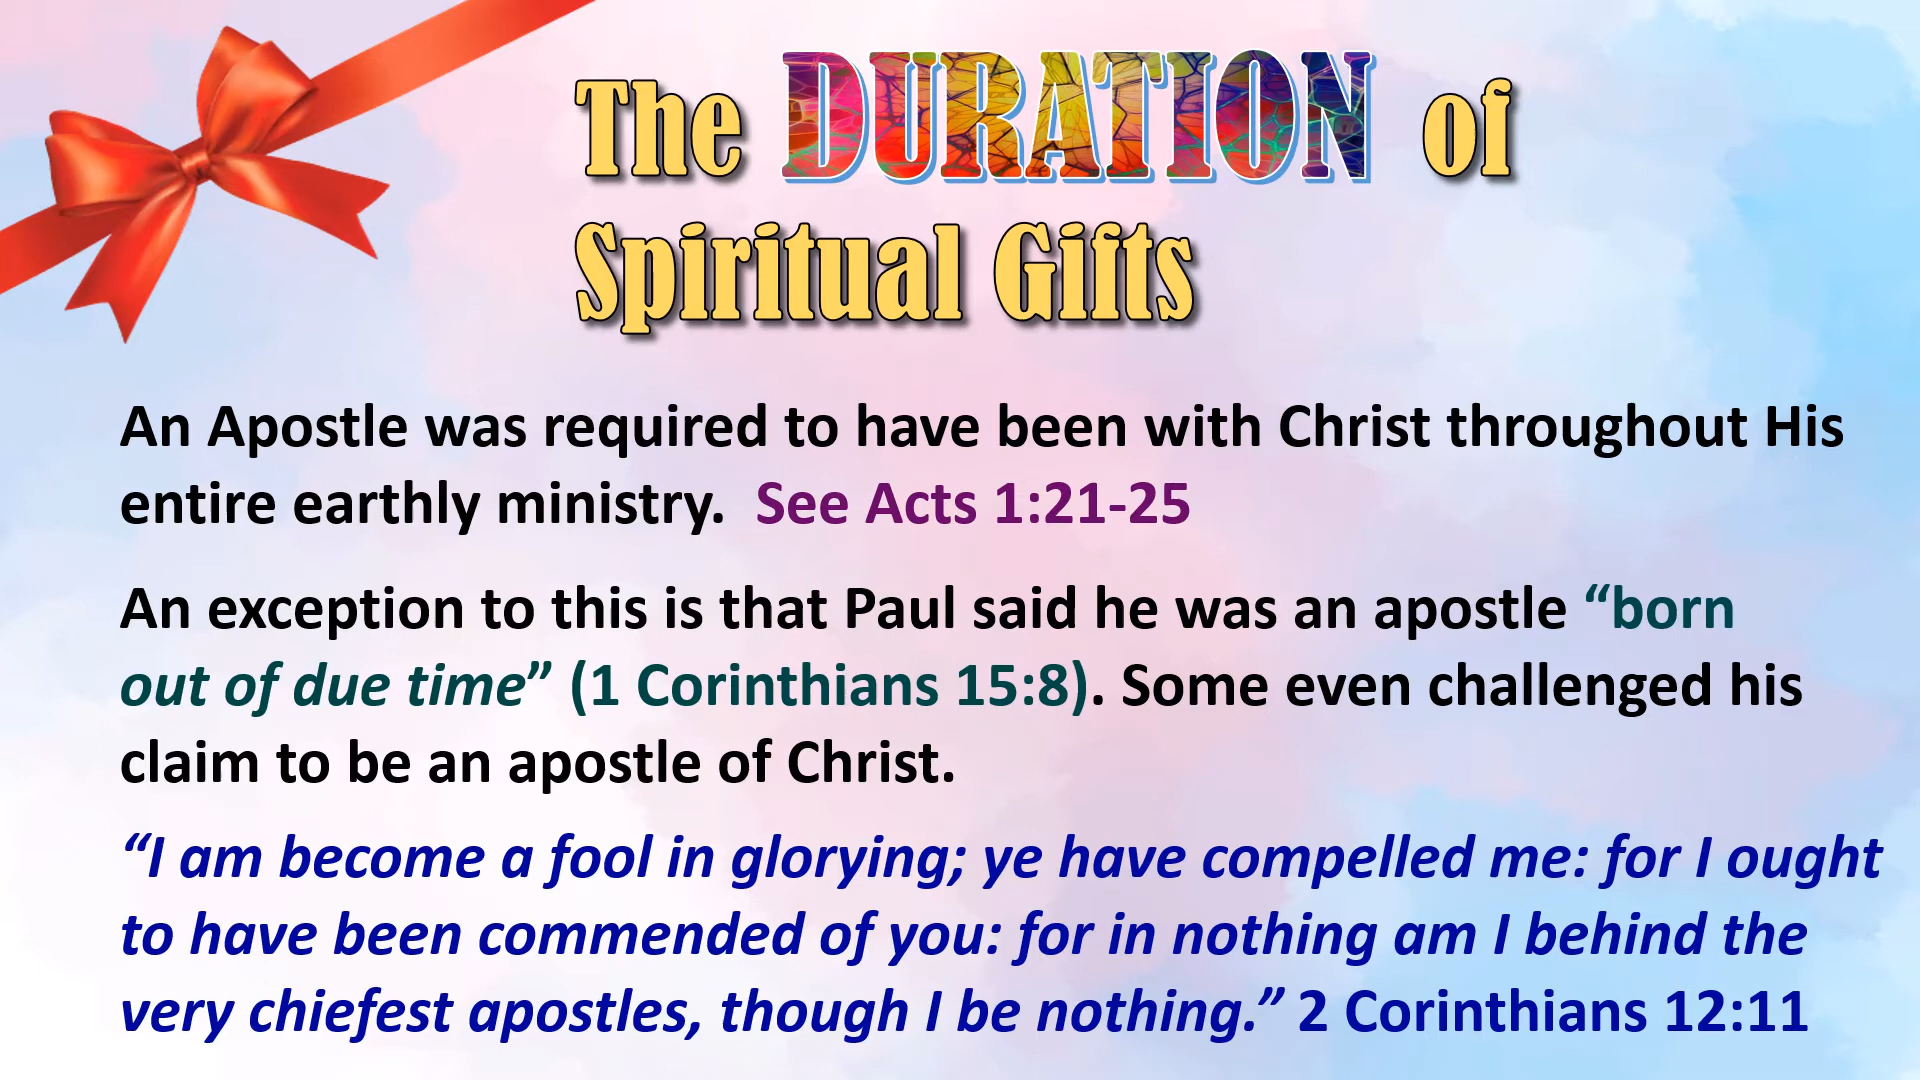 The DURATION of
Spiritual Gifts
An Apostle was required to have been with Christ throughout His
entire earthly ministry.  See Acts 1:21-25
An exception to this is that Paul said he was an apostle “born
out of due time” (1 Corinthians 15:8). Some even challenged his
claim to be an apostle of Christ.
“I am become a fool in glorying; ye have compelled me: for I ought
to have been commended of you: for in nothing am I behind the
very chiefest apostles, though I be nothing.” 2 Corinthians 12:11